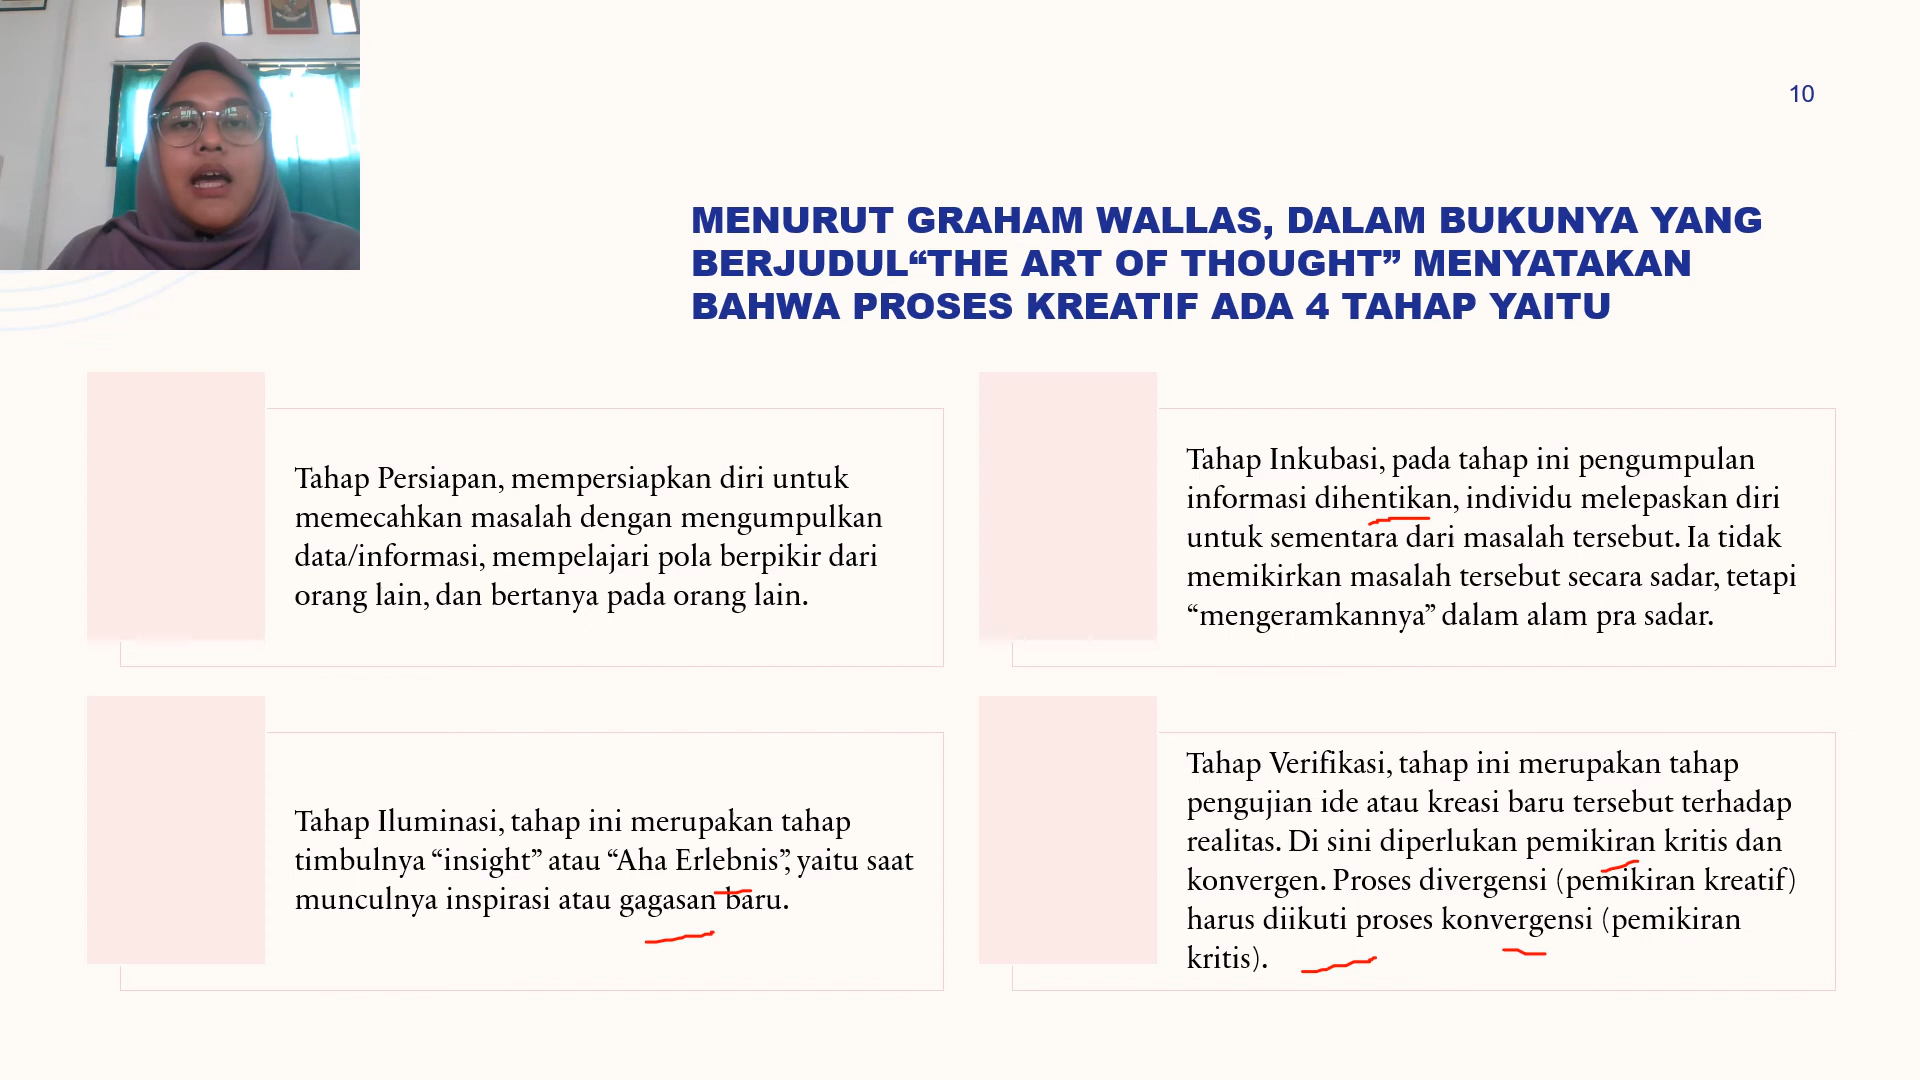 10
MENURUT GRAHAM WALLAS, DALAM BUKUNYA YANG
BERJUDUL“THE ART OF THOUGHT” MENYATAKAN
BAHWA PROSES KREATIF ADA 4 TAHAP YAITU
Tahap Persiapan, mempersiapkan diri untuk
memecahkan masalah dengan mengumpulkan
data/informasi, mempelajari pola berpikir dari
orang lain, dan bertanya pada orang lain.
Tahap Inkubasi, pada tahap ini pengumpulan
informasi dihentikan, individu melepaskan diri
untuk sementara dari masalah tersebut. Ia tidak
memikirkan masalah tersebut secara sadar, tetapi
“mengeramkannya” dalam alam pra sadar.
Tahap Iluminasi, tahap ini merupakan tahap
timbulnya “insight” atau “Aha Erlebnis”, yaitu saat
munculnya inspirasi atau gagasan baru.
Tahap Verifikasi, tahap ini merupakan tahap
pengujian ide atau kreasi baru tersebut terhadap
realitas. Di sini diperlukan pemikiran kritis dan
konvergen. Proses divergensi (pemikiran kreatif)
harus diikuti proses konvergensi (pemikiran
kritis).